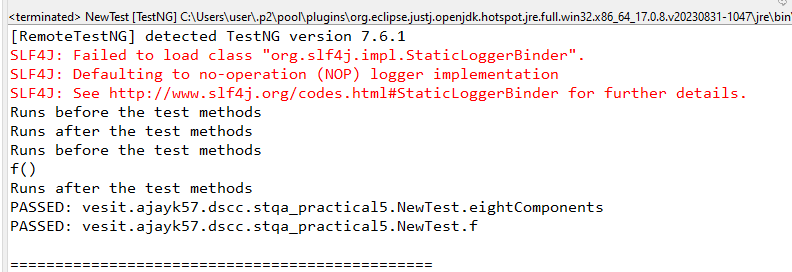 <terminated> NewTest [TestNG] C:\Users\user\.p2\pool\plugins\org.eclipse.justj.openjdk.hotspot.jre.full.win32.x86_64_17.0.8.v20230831-1047\jre\bin\
[RemoteTestNG] detected TestNG version 7.6.1
SLF4J: Failed to load class "org.slf4j.impl.StaticLoggerBinder".
SLF4J: Defaulting to no-operation (NOP) logger implementation
SLF4J: See http://www.slf4j.org/codes.html#StaticLoggerBinder for further details.
Runs before the test methods
Runs after the test methods
Runs before the test methods
f()
Runs after the test methods
PASSED: vesit.ajayk57.dscc.stqa_practical5.NewTest.eightComponents
PASSED: vesit.ajayk57.dscc.stqa_practical5.NewTest.f
===============================================